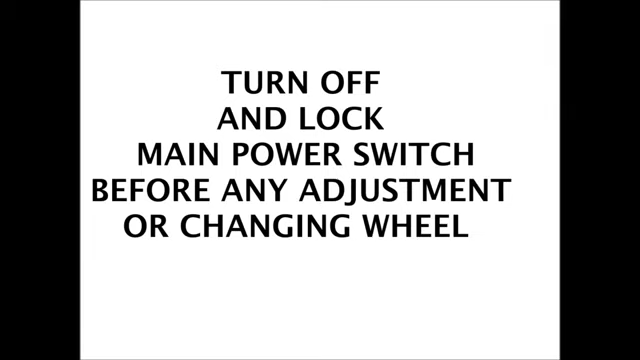 TURN OFF
AND LOCK
MAIN POWER SWITCH
BEFORE ANY ADJUSTMENT
OR CHANGING WHEEL